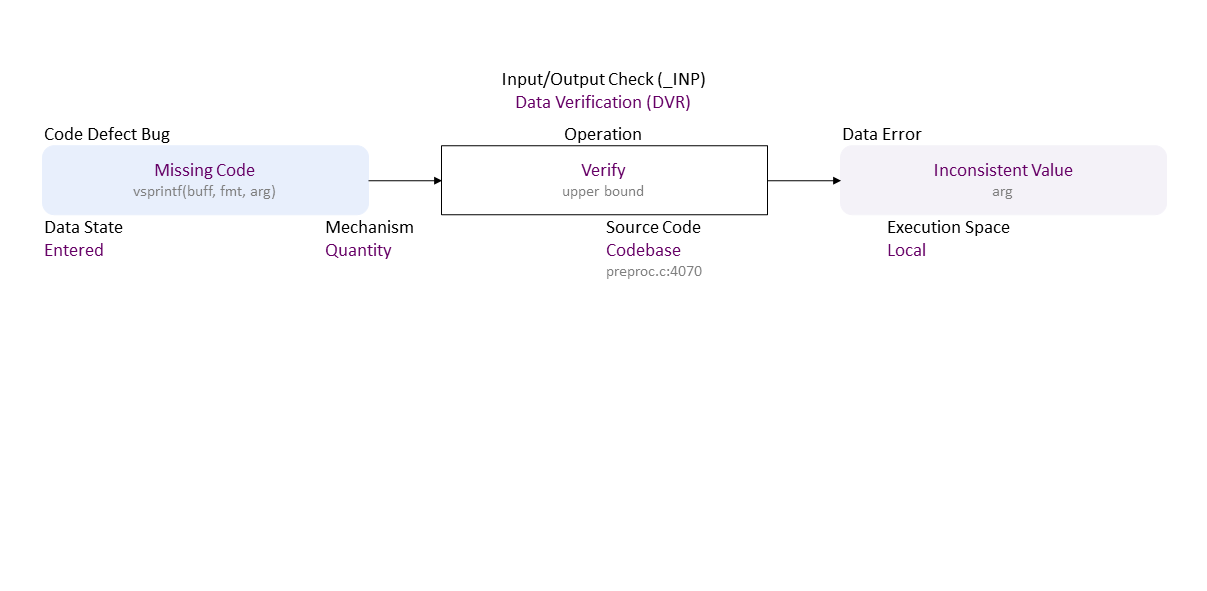 Input/Output Check (_INP)
Data Verification (DVR)
Code Defect Bug
Operation
Data Error
Missing Code
vsprintf(buff, fmt, arg)
Verify
upper bound
Inconsistent Value
arg
Data State
Entered
Mechanism
Quantity
Source Code
Codebase
preproc.c:4070
Execution Space
Local